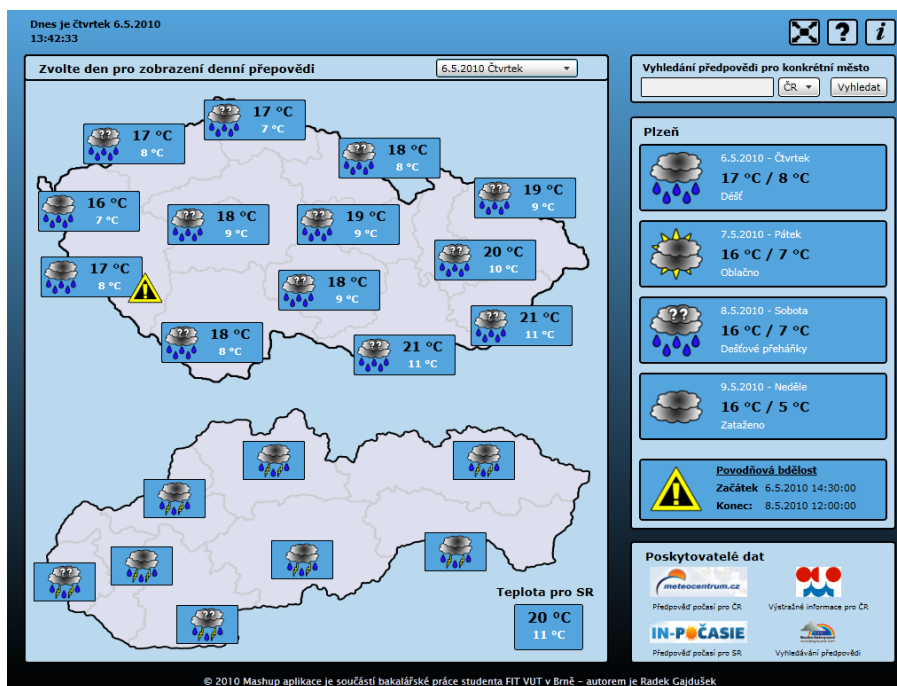 Dnes je čtvrtek 6.5.2010
13:42:33
Zvolte den pro zobrazení denní přepovědi
6.5.2010 Čtvrtek
17 °C
7 °C
17 °C
8 °C
18 °C
8 °C
19 °C
9 °C
16 °C
7 °C
18 °C
9 °C
19 °C
9 °C
20 °C
10 °C
17 °C
8 °C
18 °C
9 °C
21 °C
11 °C
18 °C
8 °C
21 °C
11 °C
Teplota pro SR
20 °C
11 °C
Vyhledání předpovědi pro konkrétní město
ČR
Vyhledat
Plzeň
6.5.2010 - Čtvrtek
17 °C / 8 °C
Déšť
7.5.2010 - Pátek
16 °C / 7 °C
Oblačno
8.5.2010 - Sobota
16 °C / 7 °C
Dešťové přeháňky
9.5.2010 - Neděle
16 °C / 5 °C
Zataženo
Povodňová bdělost
Začátek 6.5.2010 14:30:00
Konec: 8.5.2010 12:00:00
Poskytovatelé dat
meteocentrum.cz
Předpověď počasí pro ČR
Výstražné informace pro ČR
IN-POČASIE
Předpověď počasí pro SR
Vyhledávání předpovědi
© 2010 Mashup aplikace je součástí bakalářské práce studenta FIT VUT v Brně – autorem je Radek Gajdušek